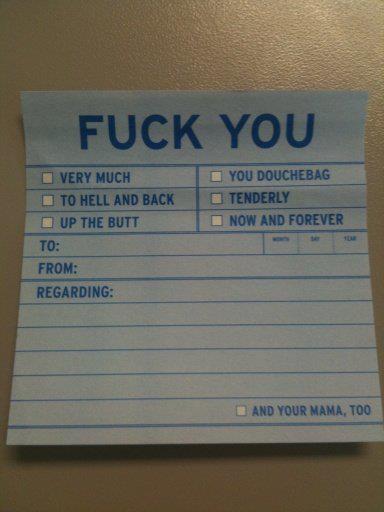 FUCK YOU
VERY MUCH YOU DOUCHEBAG
TO HELL AND BACK TENDERLY
UP THE BUTT NOW AND FOREVER
TO: MONTH DAY YEAR
FROM:
REGARDING:
AND YOUR MAMA, TOO